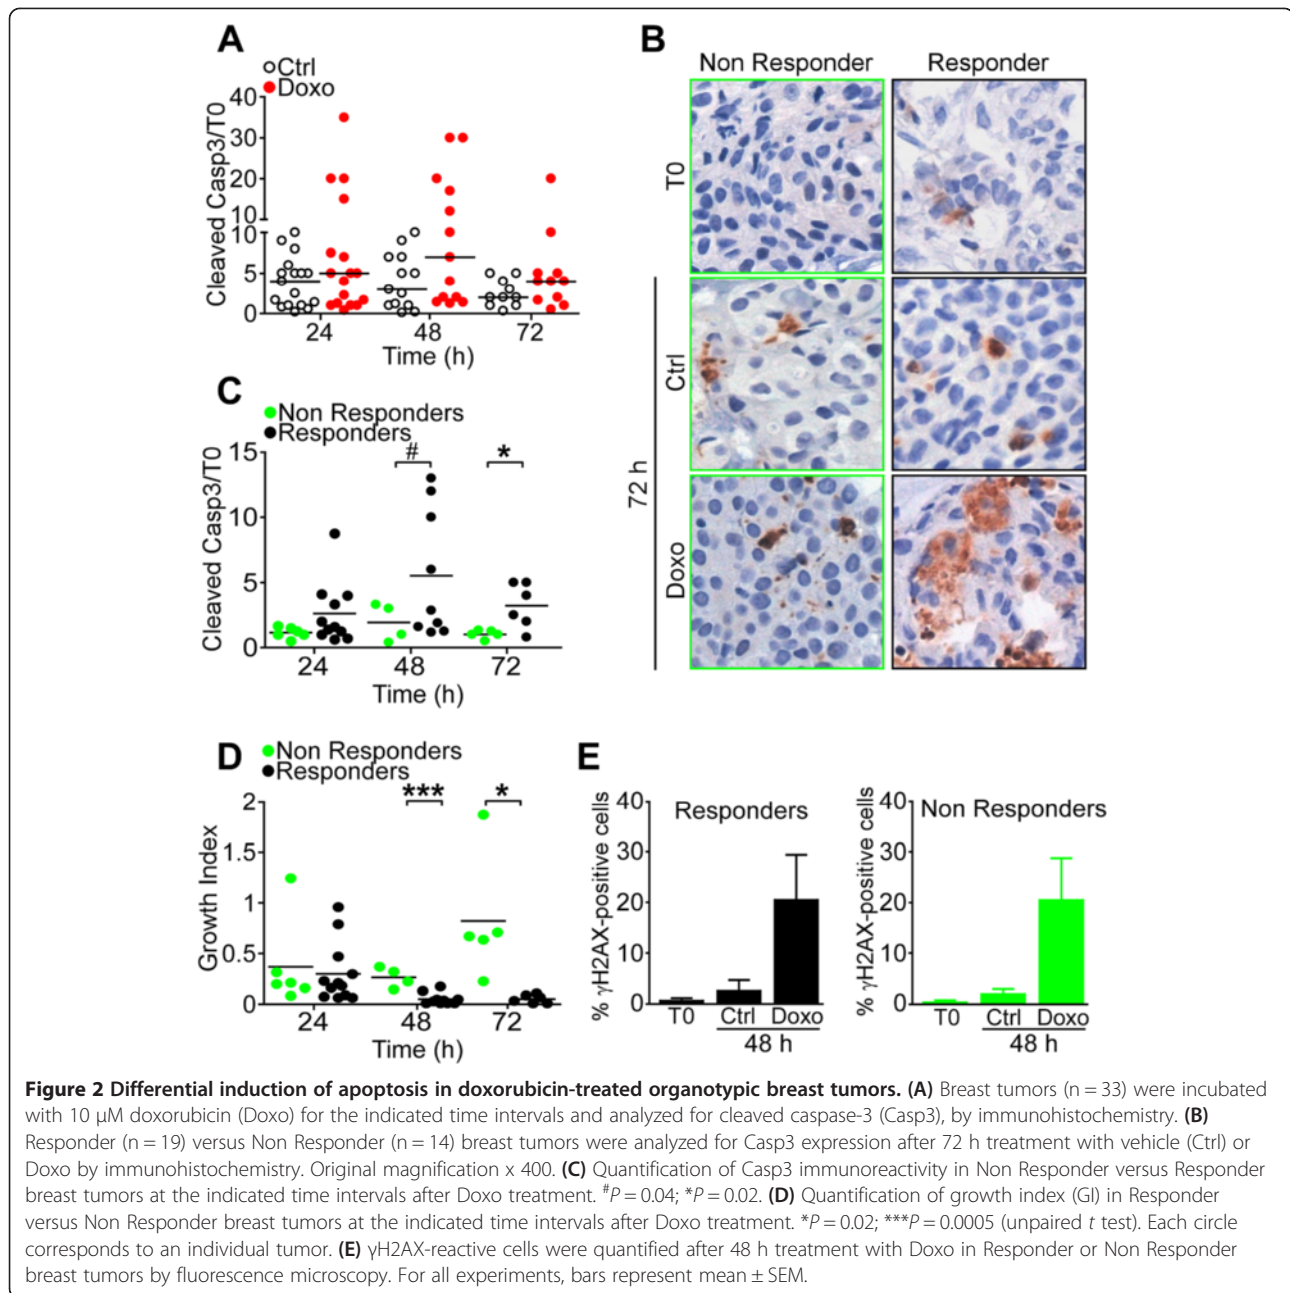 A
Ctrl
Doxo
Cleaved Casp3/T0
40
30
20
10
10
5
0
24
48
72
Time (h)
B
Non Responder
Responder
T0
Ctrl
72 h
Doxo
C
Non Responders
Responders
Cleaved Casp3/T0
15
10
5
0
#
*
24
48
72
Time (h)
D
Non Responders
Responders
Growth Index
2
1.5
1
0.5
0
***
*
24
48
72
Time (h)
E
% γH2AX-positive cells
40
30
20
10
0
Responders
T0
Ctrl
Doxo
48 h
% γH2AX-positive cells
40
30
20
10
0
Non Responders
T0
Ctrl
Doxo
48 h
Figure 2 Differential induction of apoptosis in doxorubicin-treated organotypic breast tumors. (A) Breast tumors (n = 33) were incubated
with 10 μM doxorubicin (Doxo) for the indicated time intervals and analyzed for cleaved caspase-3 (Casp3), by immunohistochemistry. (B)
Responder (n = 19) versus Non Responder (n = 14) breast tumors were analyzed for Casp3 expression after 72 h treatment with vehicle (Ctrl) or
Doxo by immunohistochemistry. Original magnification x 400. (C) Quantification of Casp3 immunoreactivity in Non Responder versus Responder
breast tumors at the indicated time intervals after Doxo treatment. #P = 0.04; *P = 0.02. (D) Quantification of growth index (GI) in Responder
versus Non Responder breast tumors at the indicated time intervals after Doxo treatment. *P = 0.02; ***P = 0.0005 (unpaired t test). Each circle
corresponds to an individual tumor. (E) γH2AX-reactive cells were quantified after 48 h treatment with Doxo in Responder or Non Responder
breast tumors by fluorescence microscopy. For all experiments, bars represent mean ± SEM.